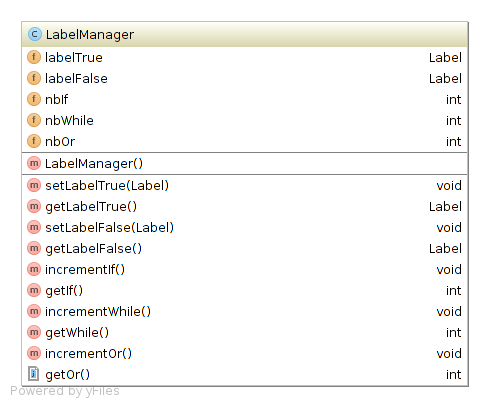 C LabelManager
f labelTrue Label
f labelFalse Label
f nbIf int
f nbWhile int
f nbOr int
m LabelManager()
m setLabelTrue(Label) void
m getLabelTrue() Label
m setLabelFalse(Label) void
m getLabelFalse() Label
m incrementIf() void
m getIf() int
m incrementWhile() void
m getWhile() int
m incrementOr() void
getOr() int
Powered by yFiles